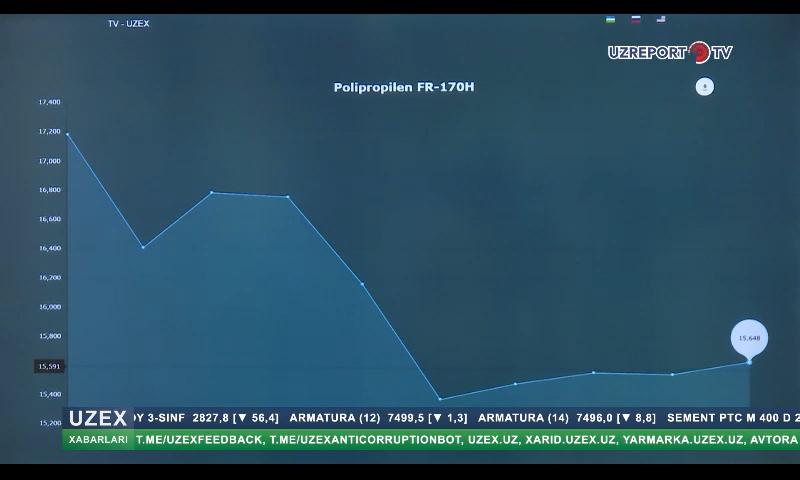 TV - UZEX
UZREPORT TV
Polipropilen FR-170H
17,400
17,200
17,000
16,800
16,600
16,400
16,200
16,000
15,800
15,648
15,591
15,400
15,200
UZEX
3-SINF 2827,8 [▼ 56,4] ARMATURA (12) 7499,5 [▼ 1,3] ARMATURA (14) 7496,0 [▼ 8,8] SEMENT PTC M 400 D 2
XABARLARI
T.ME/UZEXFEEDBACK, T.ME/UZEXANTICORRUPTIONBOT, UZEX.UZ, XARID.UZEX.UZ, YARMARKA.UZEX.UZ, AVTORA